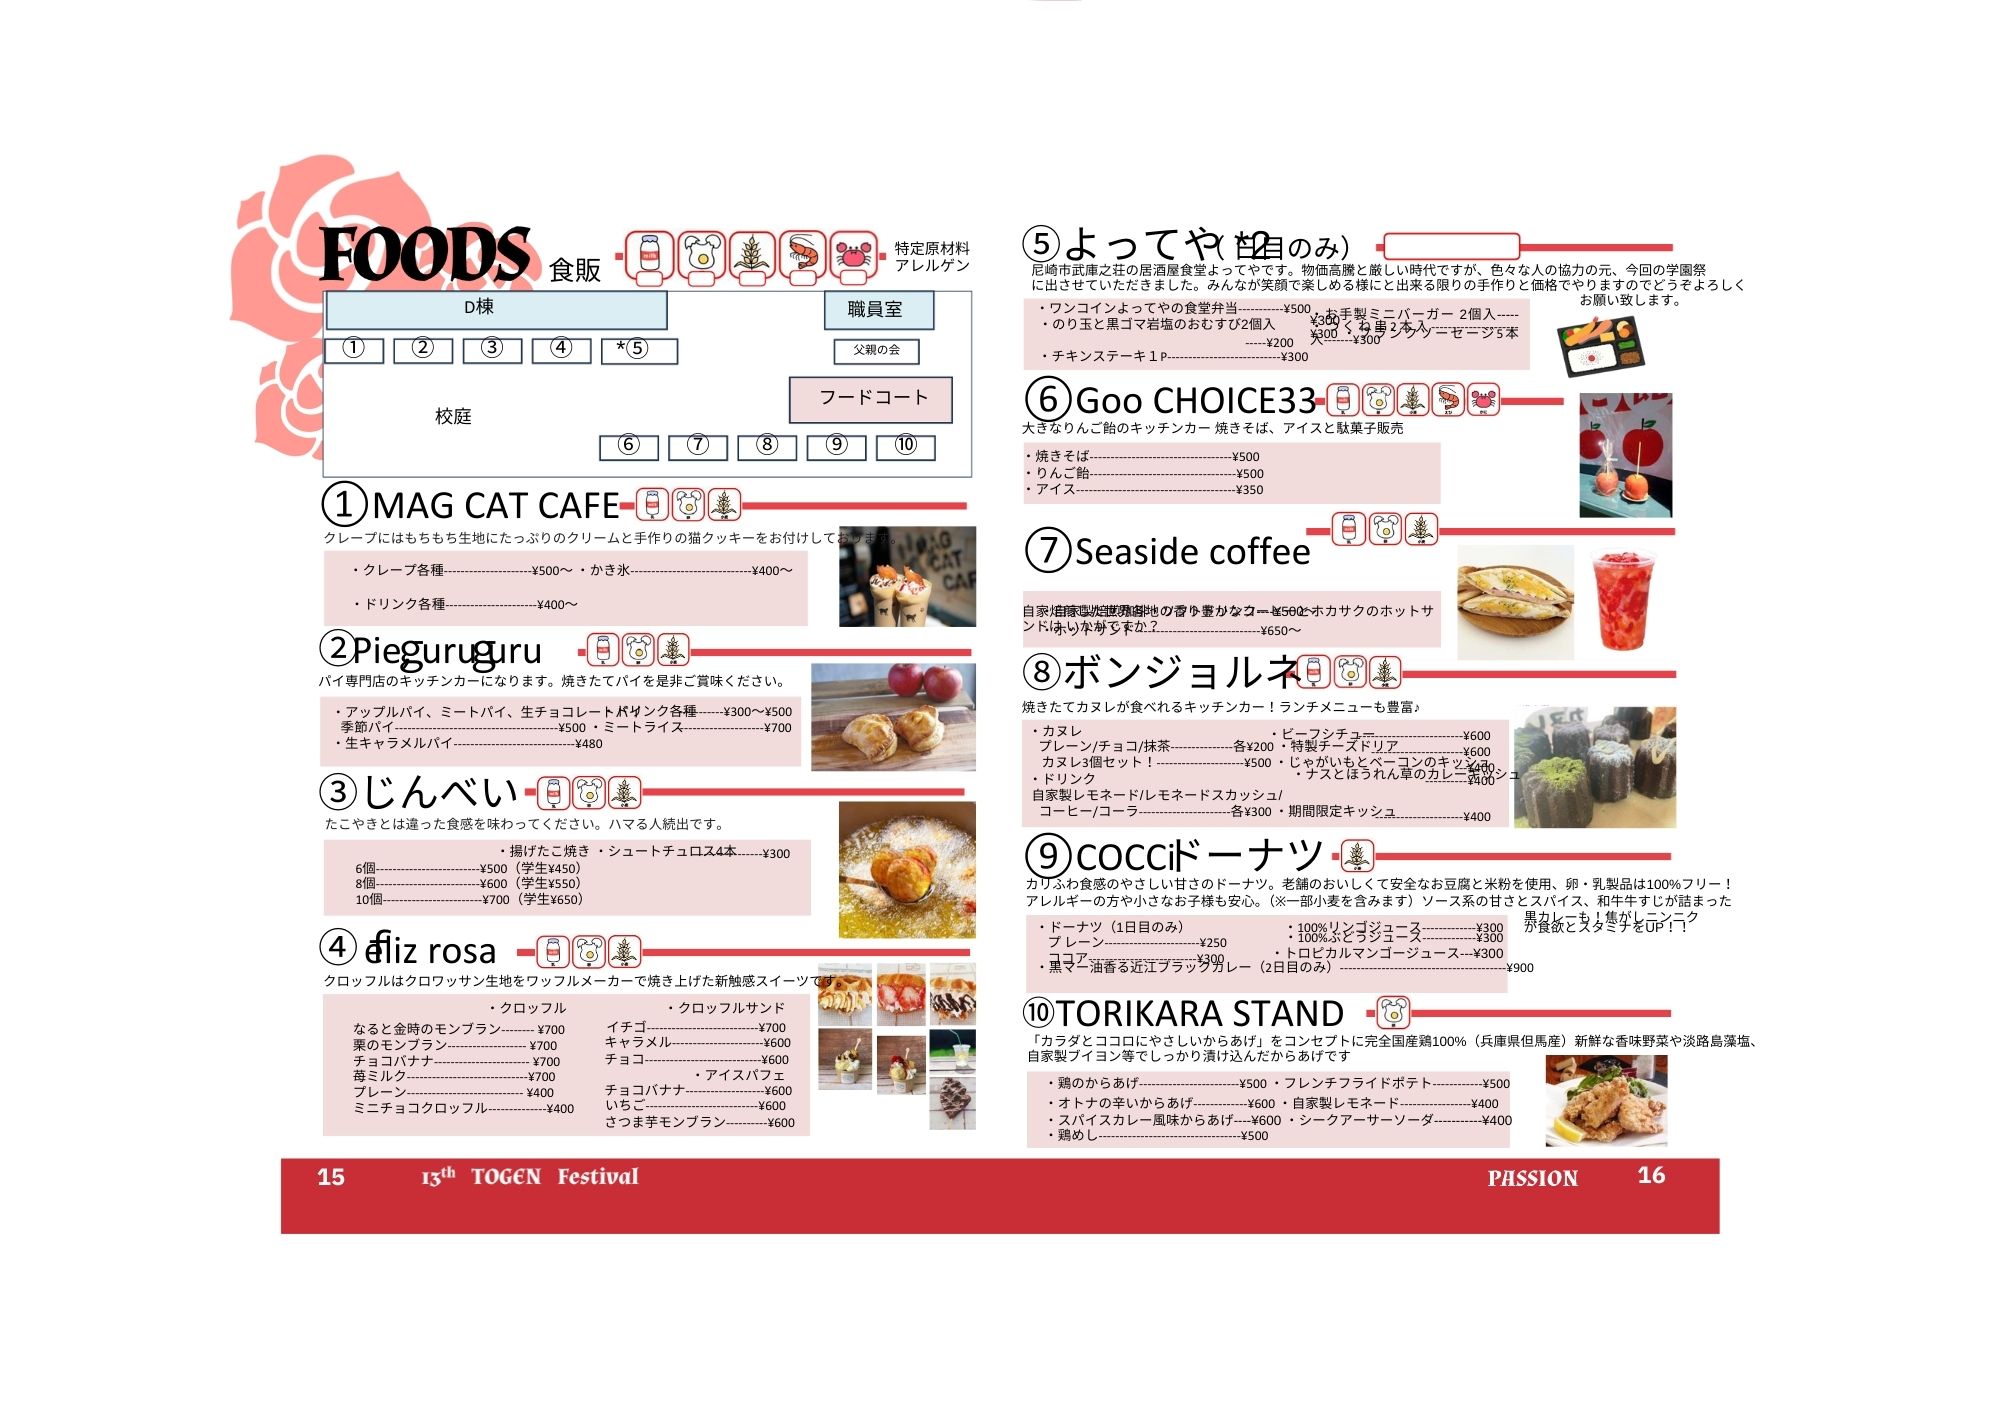 FOODS 食販
特定原材料
アレルゲン
D棟
職員室
① ② ③ ④ *⑤
父親の会
フードコート
校庭
⑥ ⑦ ⑧ ⑨ ⑩
①MAG CAT CAFE
クレープにはもちもち生地にたっぷりのクリームと手作りの猫クッキーをお付けしております。
・クレープ各種----------------------¥500～・かき氷------------------------------¥400～
・ドリンク各種-----------------------¥400～
②Pieguruguru
パイ専門店のキッチンカーになります。焼きたてパイを是非ご賞味ください。
・アップルパイ、ミートパイ、生チョコレートパイ
・ドリンク各種-------¥300～¥500
季節パイ-----------------------------------------¥500 ・ミートライス---------------------------¥700
・生キャラメルパイ-------------------------------------¥480
③じんべい
たこやきとは違った食感を味わってください。ハマる人続出です。
・揚げたこ焼き ・シュートチュロス4本--------------¥300
6個--------------------------¥500（学生¥450）
8個--------------------------¥600（学生¥550）
10個-------------------------¥700（学生¥650）
④ efliz rosa
クロッフルはクロワッサン生地をワッフルメーカーで焼き上げた新触感スイーツです。
・クロッフル
なると金時のモンブラン-------- ¥700
栗のモンブラン-------------------- ¥700
チョコバナナ------------------------ ¥700
苺ミルク------------------------------¥700
プレーン----------------------------- ¥400
ミニチョコクロッフル--------------¥400
・クロッフルサンド
イチゴ----------------------------¥700
キャラメル-----------------------¥600
チョコ-----------------------------¥600
・アイスパフェ
チョコバナナ--------------------¥600
いちご----------------------------¥600
さつま芋モンブラン----------¥600
15 13th TOGEN Festival
⑤よってや(*2日目のみ)
尼崎市武庫之荘の居酒屋食堂よってやです。物価高騰と厳しい時代ですが、色々な人の協力の元、今回の学園祭
に出させていただきました。みんなが笑顔で楽しめる様にと出来る限りの手作りと価格でやりますのでどうぞよろしく
お願い致します。
・ワンコインよってやの食堂弁当-----------¥500
・のり玉と黒ゴマ岩塩のおむすび2個入
-----¥200
・チキンステーキ１P----------------------------¥300
・お手製ミニバーガー 2個入-----
¥300
・つくね串2本入
¥300 ・フランクソーセージ5本
入-------¥300
⑥Goo CHOICE33
大きなりんご飴のキッチンカー 焼きそば、アイスと駄菓子販売
・焼きそば-----------------------------------¥500
・りんご飴------------------------------------¥500
・アイス----------------------------------------¥350
⑦Seaside coffee
¥500～
・ホットサンド------------------------------¥650～
ンドはいかがですか？
⑧ボンジョルネ
焼きたてカヌレが食べれるキッチンカー！ランチメニューも豊富♪
・カヌレ
プレーン/チョコ/抹茶---------------各¥200
カヌレ3個セット！---------------------¥500
・ドリンク
自家製レモネード/レモネードスカッシュ/
コーヒー/コーラ----------------------各¥300
・ビーフシチュー---------------------------¥600
・特製チーズドリア
----------------------¥600
・じゃがいもとベーコンのキッシュ
¥400
・ナスとほうれん草のカレーキッシュ
----------¥400
・期間限定キッシュ
---------------------¥400
⑨COCCiドーナツ
カリふわ食感のやさしい甘さのドーナツ。老舗のおいしくて安全なお豆腐と米粉を使用、卵・乳製品は100%フリー！
アレルギーの方や小さなお子様も安心。（※一部小麦を含みます）ソース系の甘さとスパイス、和牛牛すじが詰まった
黒カレーも！焦がしニンニク
が食欲とスタミナをUP！！
・ドーナツ（1日目のみ）
プレーン------------------------------¥250
ココア---------------------------¥300
・黒マー油香る近江ブラックカレー（2日目のみ）-----------------------------------------¥900
・100%リンゴジュース--------------------¥300
・100%ぶどうジュース-------------¥300
・トロピカルマンゴージュース---¥300
⑩TORIKARA STAND
「カラダとココロにやさしいからあげ」をコンセプトに完全国産鶏100%（兵庫県但馬産）新鮮な香味野菜や淡路島藻塩、
自家製ブイヨン等でしっかり漬け込んだからあげです
・鶏のからあげ-------------------------¥500 ・フレンチフライドポテト------------¥500
・オトナの辛いからあげ-------------¥600 ・自家製レモネード-----------------¥400
・スパイスカレー風味からあげ----¥600 ・シークアーサーソーダ------------¥400
・鶏めし-----------------------------------¥500
PASSION 16